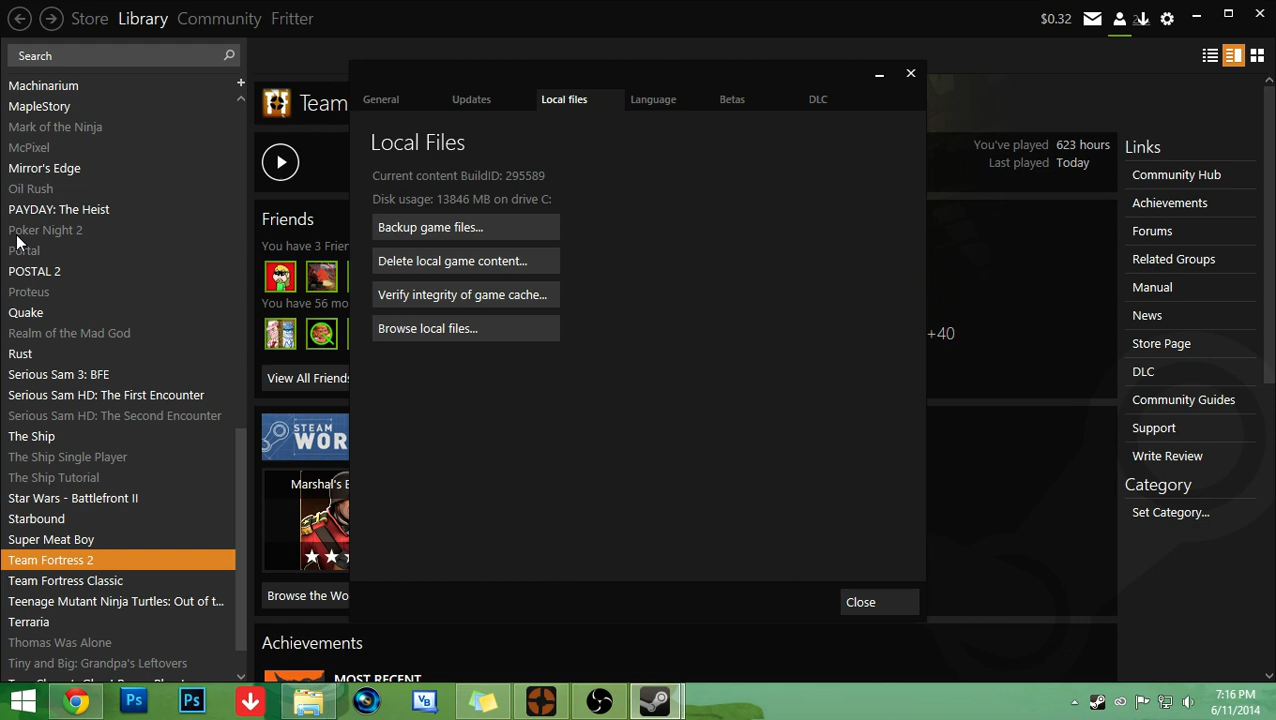 Store Library Community Fritter $0.32
Search
Machinarium
MapleStory
Mark of the Ninja
McPixel
Mirror's Edge
Oil Rush
PAYDAY: The Heist
Poker Night 2
Portal
POSTAL 2
Proteus
Quake
Realm of the Mad God
Rust
Serious Sam 3: BFE
Serious Sam HD: The First Encounter
Serious Sam HD: The Second Encounter
The Ship
The Ship Single Player
The Ship Tutorial
Star Wars - Battlefront II
Starbound
Super Meat Boy
Team Fortress 2
Team Fortress Classic
Teenage Mutant Ninja Turtles: Out of t...
Terraria
Thomas Was Alone
Tiny and Big: Grandpa's Leftovers
Team
Friends
You have 3 Frien
You have 56 mo
View All Friends
STEAM
WOR
Marshal's E
Browse the Wo
Achievements
MOST RECENT
General Updates Local files Language Betas DLC
Local Files
Current content BuildID: 295589
Disk usage: 13846 MB on drive C:
Backup game files...
Delete local game content...
Verify integrity of game cache...
Browse local files...
Close
You've played 623 hours
Last played Today
+40
Links
Community Hub
Achievements
Forums
Related Groups
Manual
News
Store Page
DLC
Community Guides
Support
Write Review
Category
Set Category...
Ps Ps VB
7:16 PM
6/11/2014